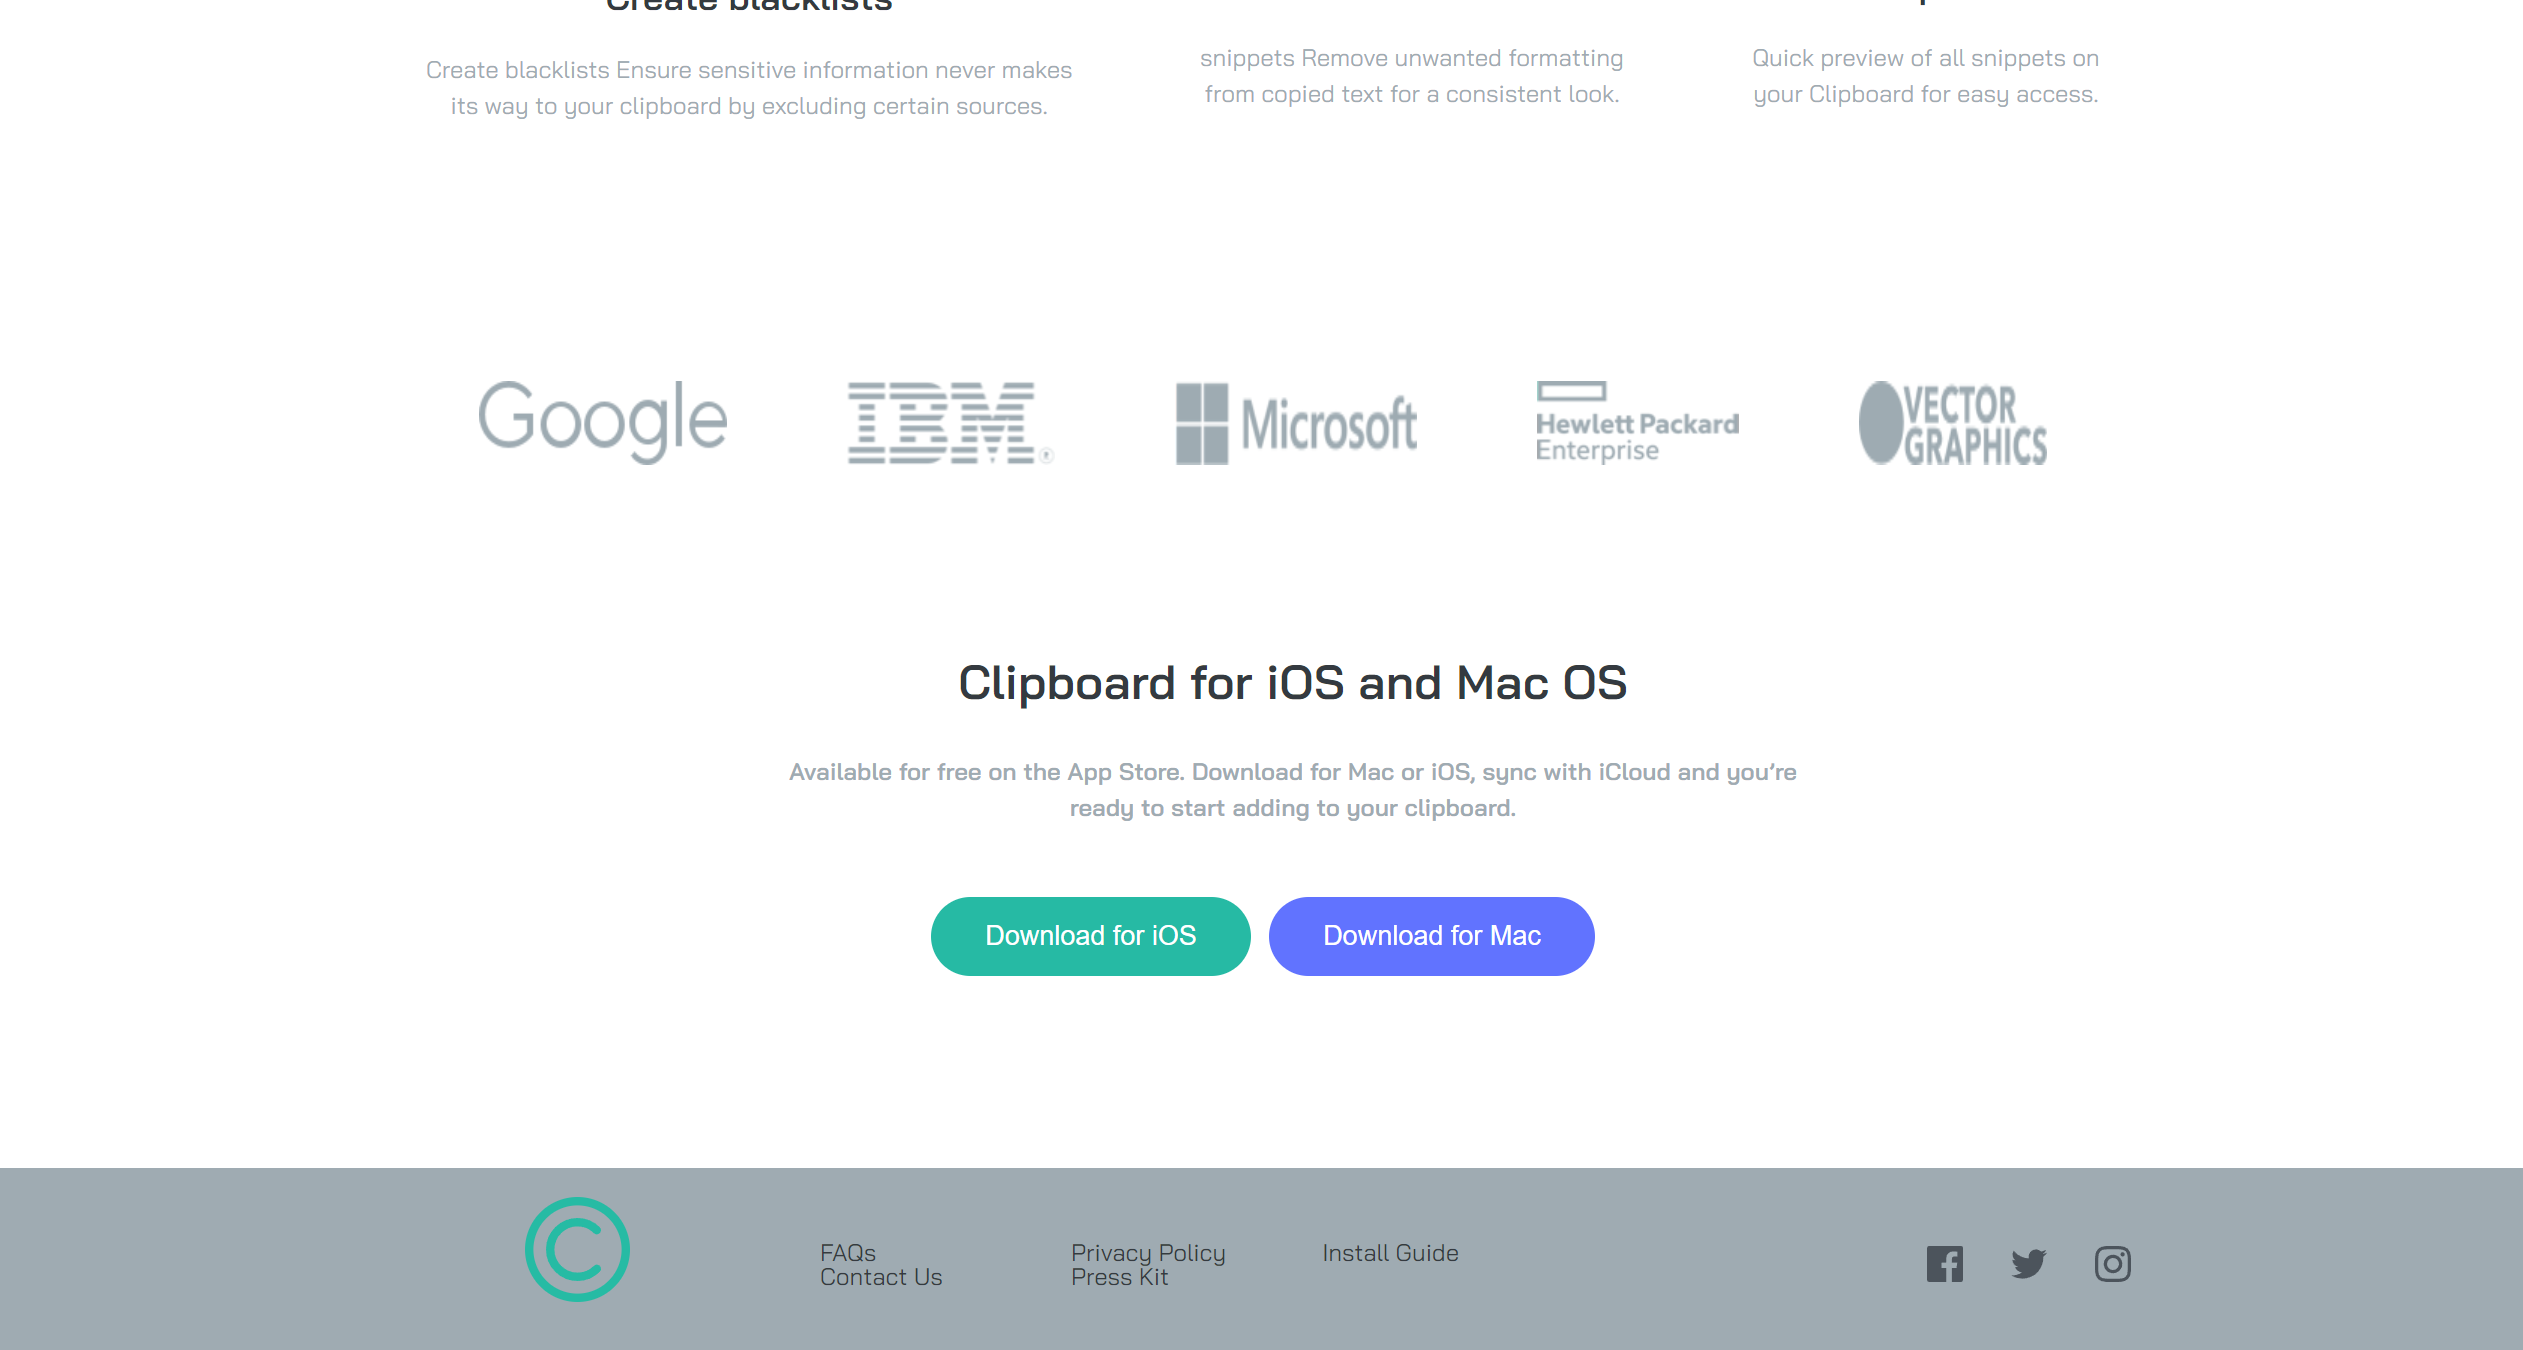 Create blacklists
Create blacklists Ensure sensitive information never makes
its way to your clipboard by excluding certain sources.
snippets Remove unwanted formatting
from copied text for a consistent look.
Quick preview of all snippets on
your Clipboard for easy access.
Google
IBM®
Microsoft
Hewlett Packard
Enterprise
VECTOR
GRAPHICS
Clipboard for iOS and Mac OS
Available for free on the App Store. Download for Mac or iOS, sync with iCloud and you’re
ready to start adding to your clipboard.
Download for iOS
Download for Mac
FAQs
Contact Us
Privacy Policy
Press Kit
Install Guide